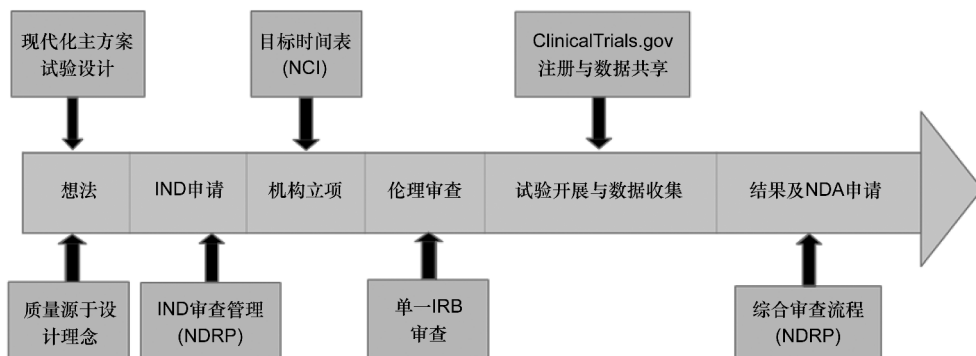 现代化主方案
试验设计
目标时间表
(NCI)
ClinicalTrials.gov
注册与数据共享
想法
IND申请
机构立项
伦理审查
试验开展与数据收集
结果及NDA申请
质量源于设
计理念
IND审查管理
(NDRP)
单一IRB
审查
综合审查流程
(NDRP)